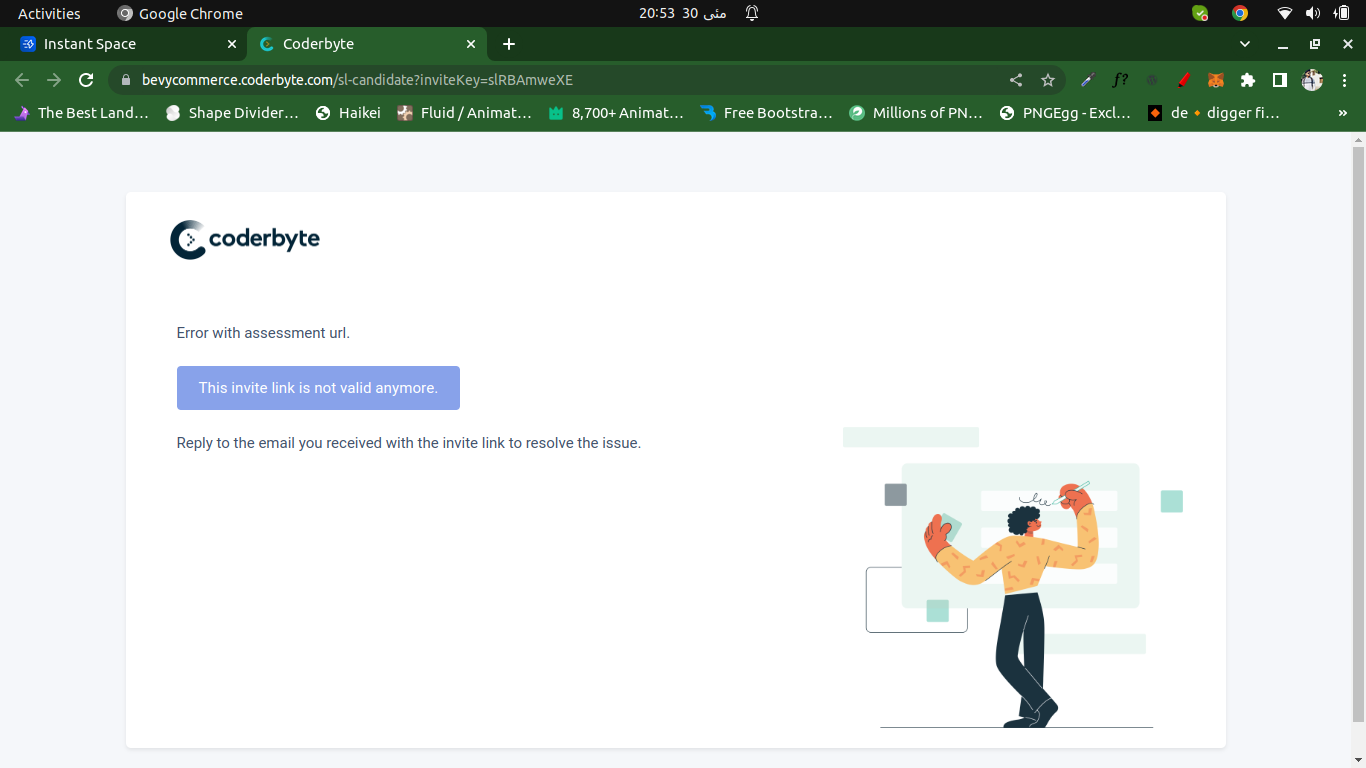 Activities Google Chrome 20:53 30 مئی
Instant Space Coderbyte
bevycommerce.coderbyte.com/sl-candidate?inviteKey=slRBAmweXE f?
The Best Land… Shape Divider… Haikei Fluid / Animat… 8,700+ Animat… Free Bootstra… Millions of PN… PNGEgg - Excl… de🔸digger fi… »
coderbyte
Error with assessment url.
This invite link is not valid anymore.
Reply to the email you received with the invite link to resolve the issue.